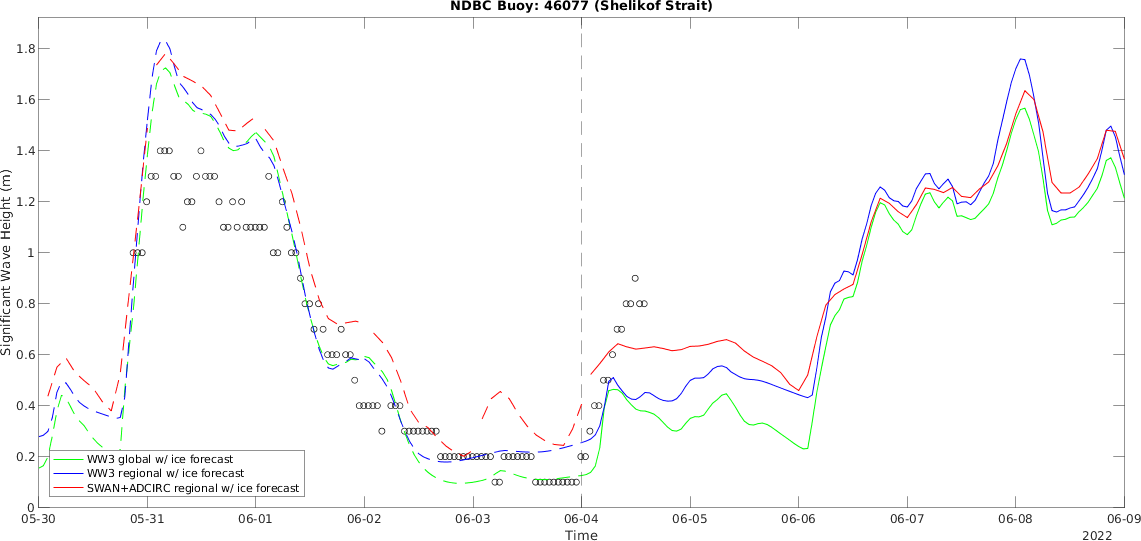 NDBC Buoy: 46077 (Shelikof Strait)
Significant Wave Height (m)
1.8
1.6
1.4
1.2
1
0.8
0.6
0.4
0.2
0
WW3 global w/ ice forecast
WW3 regional w/ ice forecast
SWAN+ADCIRC regional w/ ice forecast
05-30 05-31 06-01 06-02 06-03 06-04 06-05 06-06 06-07 06-08 06-09
Time
2022